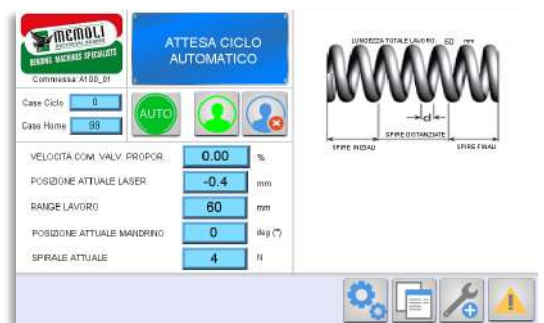 MEMOLI
BENDING MACHINES SPECIALISTS
Commessa: A100_01
ATTESA CICLO
AUTOMATICO
Case Ciclo 0
Case Home 99
AUTO
VELOCITÀ COM. VALV. PROPOR. 0.00 %
POSIZIONE ATTUALE LASER -0.4 mm
RANGE LAVORO 60 mm
POSIZIONE ATTUALE MANDRINO 0 deg (°)
SPIRALE ATTUALE 4 N
LUNGEZZA TOTALE LAVORO: 60 mm
d
SPIRE DISTANZIATE
SPIRE INIZIALI
SPIRE FINALI